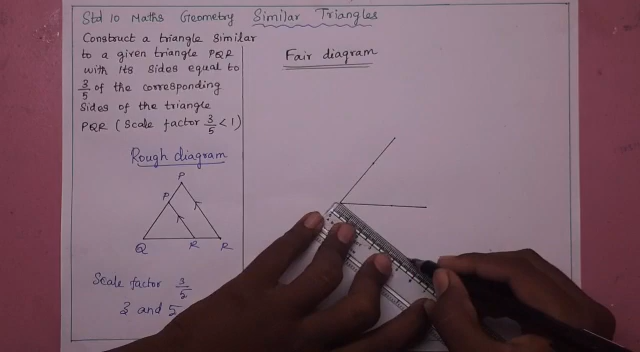 Std 10 Maths Geometry Similar Triangles
Construct a triangle similar
to a given triangle PQR
with its sides equal to
3/5 of the corresponding
sides of the triangle
PQR (Scale factor 3/5 < 1)
Rough diagram
P
P
Q R R
Scale factor 3/5
3 and 5
Fair diagram